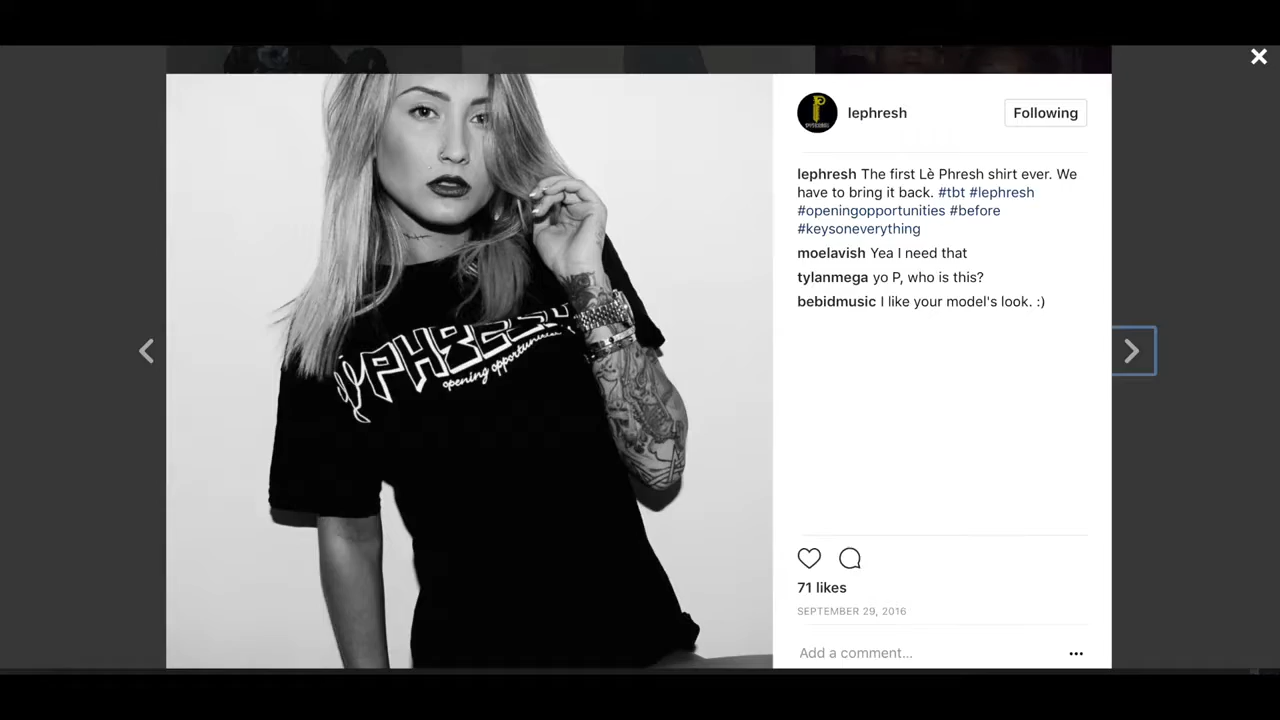 lephresh
Following
lephresh The first Lè Phresh shirt ever. We
have to bring it back. #tbt #lephresh
#openingopportunities #before
#keysoneverything
moelavish Yea I need that
tylanmega yo P, who is this?
bebidmusic I like your model's look. :)
opening opportunities
71 likes
SEPTEMBER 29, 2016
Add a comment...